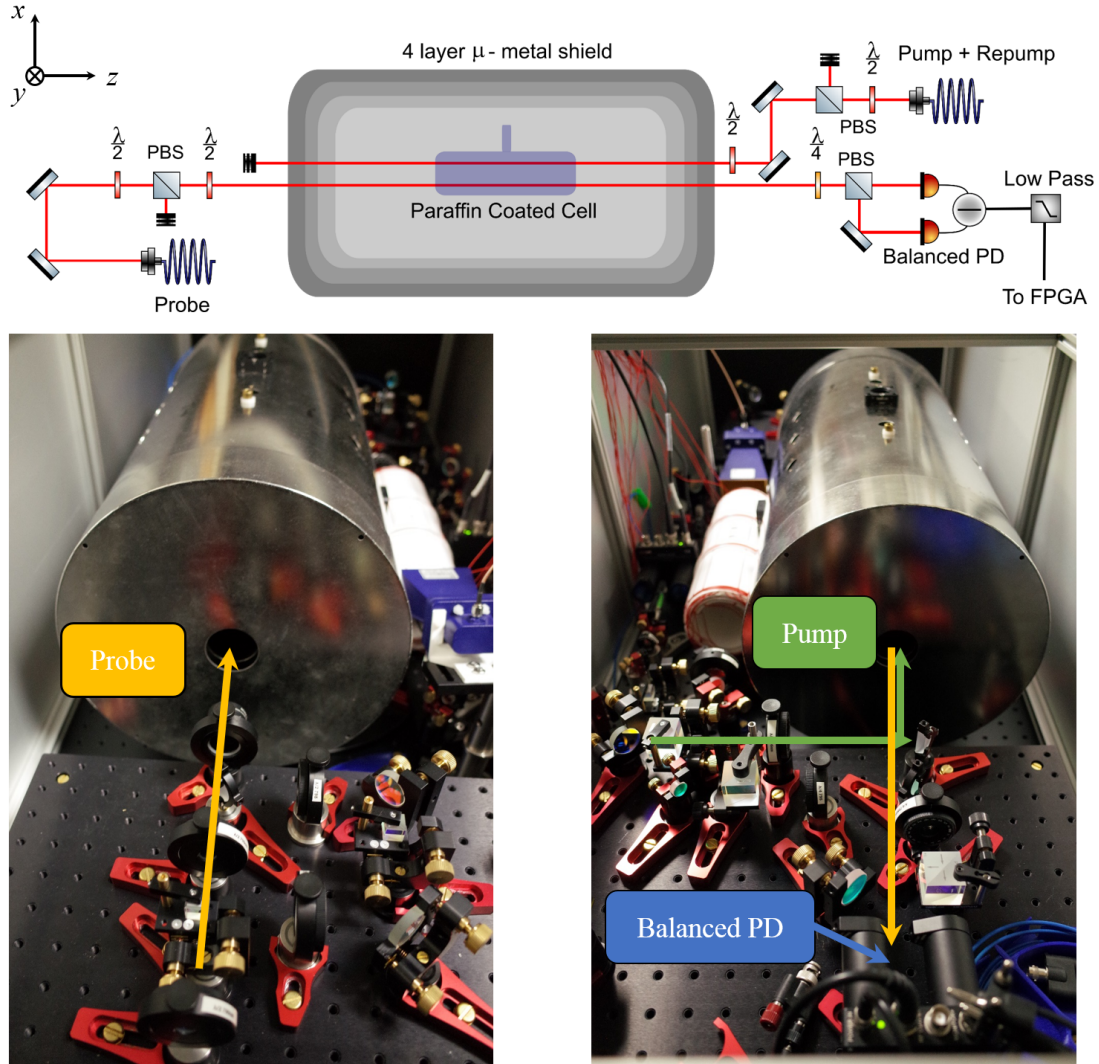 x
y
z
4 layer μ - metal shield
Pump + Repump
λ/2
PBS
λ/2
λ/2
λ/2
PBS
λ/4
PBS
Low Pass
Paraffin Coated Cell
Balanced PD
Probe
To FPGA
Probe
Pump
Balanced PD